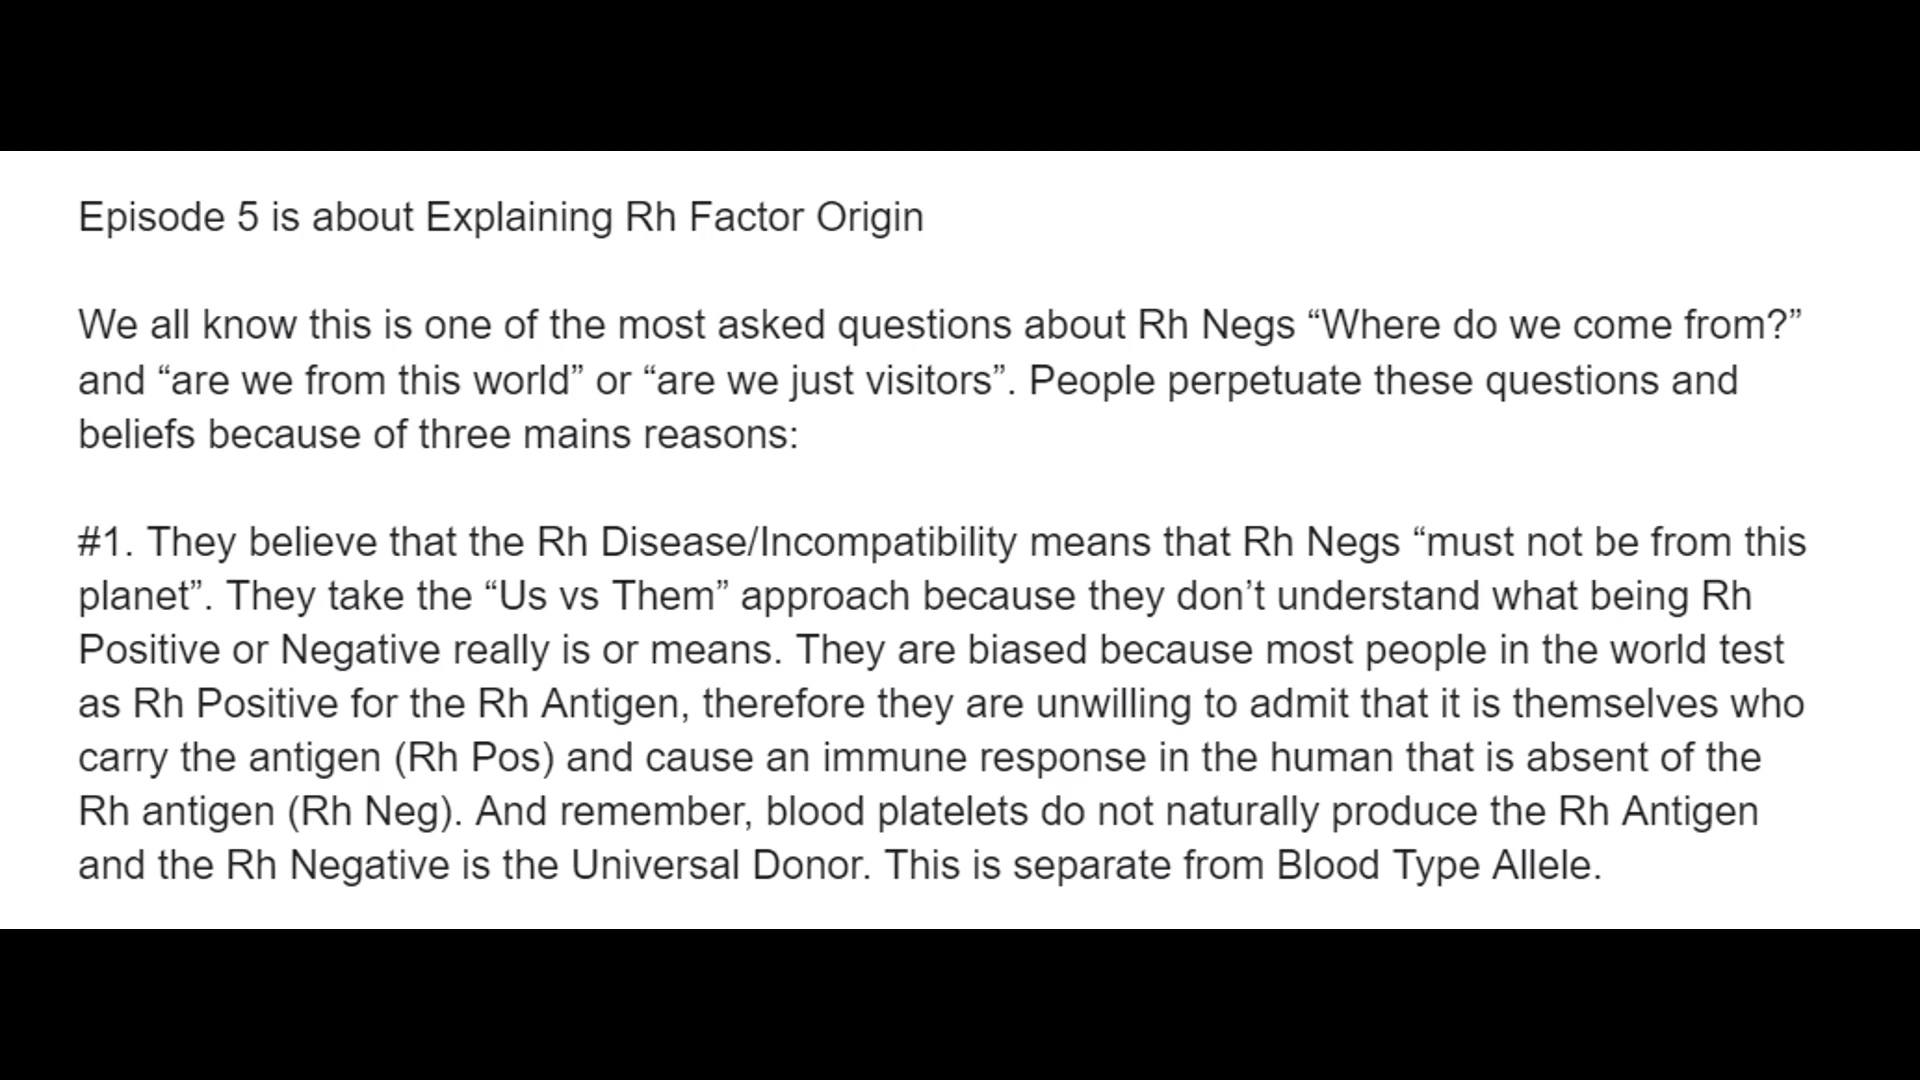 Episode 5 is about Explaining Rh Factor Origin
We all know this is one of the most asked questions about Rh Negs “Where do we come from?”
and “are we from this world” or “are we just visitors”. People perpetuate these questions and
beliefs because of three mains reasons:
#1. They believe that the Rh Disease/Incompatibility means that Rh Negs “must not be from this
planet”. They take the “Us vs Them” approach because they don’t understand what being Rh
Positive or Negative really is or means. They are biased because most people in the world test
as Rh Positive for the Rh Antigen, therefore they are unwilling to admit that it is themselves who
carry the antigen (Rh Pos) and cause an immune response in the human that is absent of the
Rh antigen (Rh Neg). And remember, blood platelets do not naturally produce the Rh Antigen
and the Rh Negative is the Universal Donor. This is separate from Blood Type Allele.